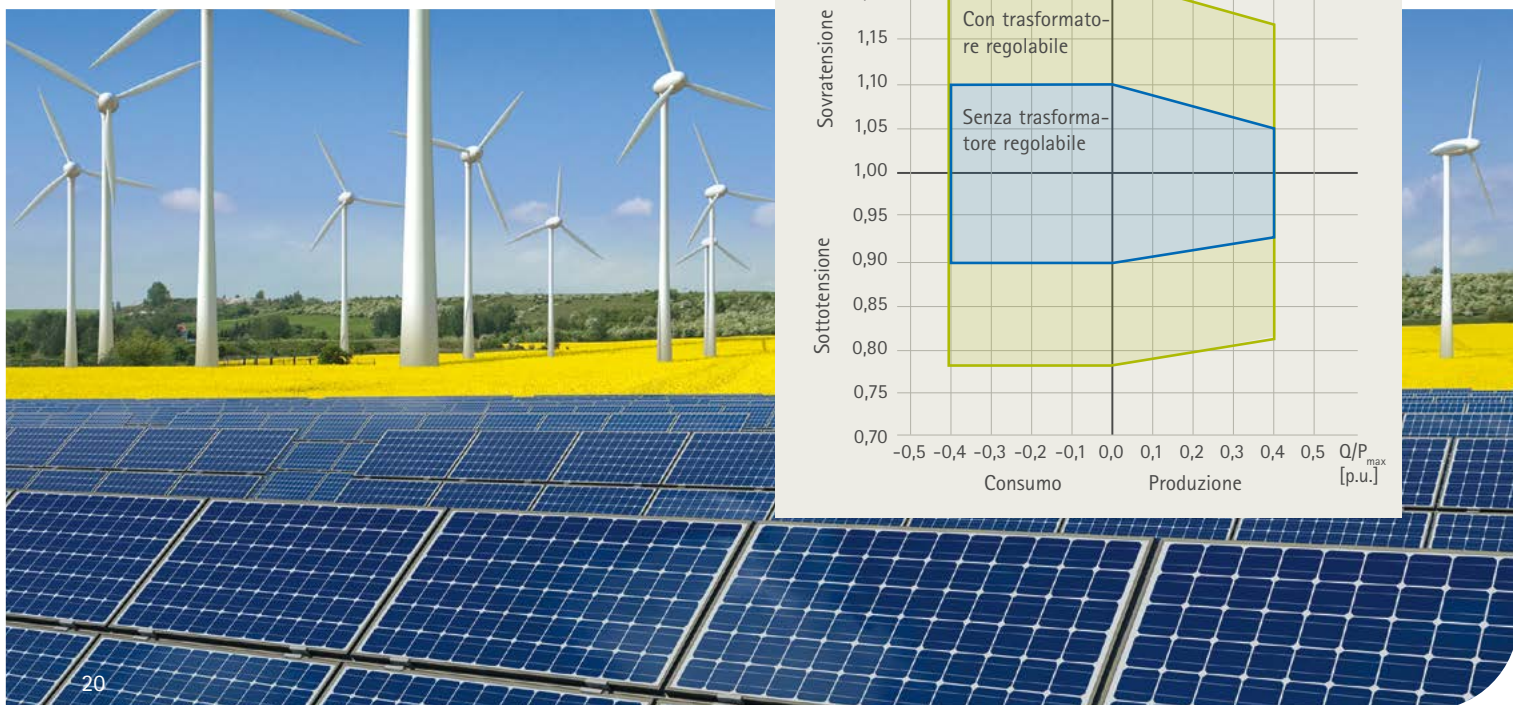 Con trasformato-
re regolabile
Senza trasforma-
tore regolabile
Sovratensione
Sottotensione
1,15
1,10
1,05
1,00
0,95
0,90
0,85
0,80
0,75
0,70
-0,5 -0,4 -0,3 -0,2 -0,1 0,0 0,1 0,2 0,3 0,4 0,5 Q/Pmax
[p.u.]
Consumo Produzione
20